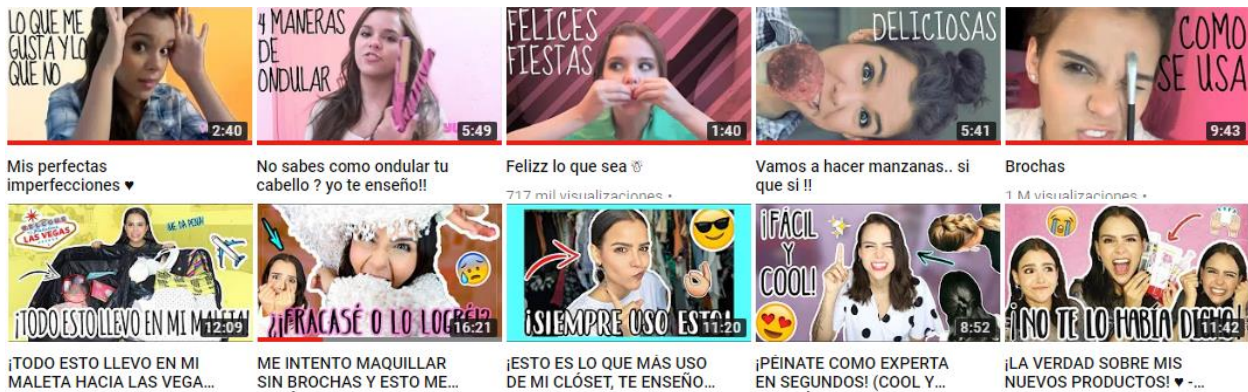 LO QUE ME
GUSTA Y LO
QUE NO
2:40
4 MANERAS
DE
ONDULAR
5:49
FELICES
FIESTAS
1:40
DELICIOSAS
5:41
COMO
SE USA
9:43
Mis perfectas
imperfecciones ♥
No sabes como ondular tu
cabello ? yo te enseño!!
Felizz lo que sea ☃
717 mil visualizaciones •
Vamos a hacer manzanas.. si
que si !!
Brochas
1 M visualizaciones •
LAS VEGAS
ME DA PENA!
¡TODO ESTO LLEVO EN MI MALETA!
12:09
¿¡FRACASÉ O LO LOGRÉ!?
16:21
¡SIEMPRE USO ESTO!
11:20
¡FÁCIL
Y
COOL!
8:52
¡NO TE LO HABÍA DICHO!
11:42
¡TODO ESTO LLEVO EN MI
MALETA HACIA LAS VEGA...
ME INTENTO MAQUILLAR
SIN BROCHAS Y ESTO ME...
¡ESTO ES LO QUE MÁS USO
DE MI CLÓSET, TE ENSEÑO...
¡PÉINATE COMO EXPERTA
EN SEGUNDOS! (COOL Y...
¡LA VERDAD SOBRE MIS
NUEVOS PRODUCTOS! ♥ -...